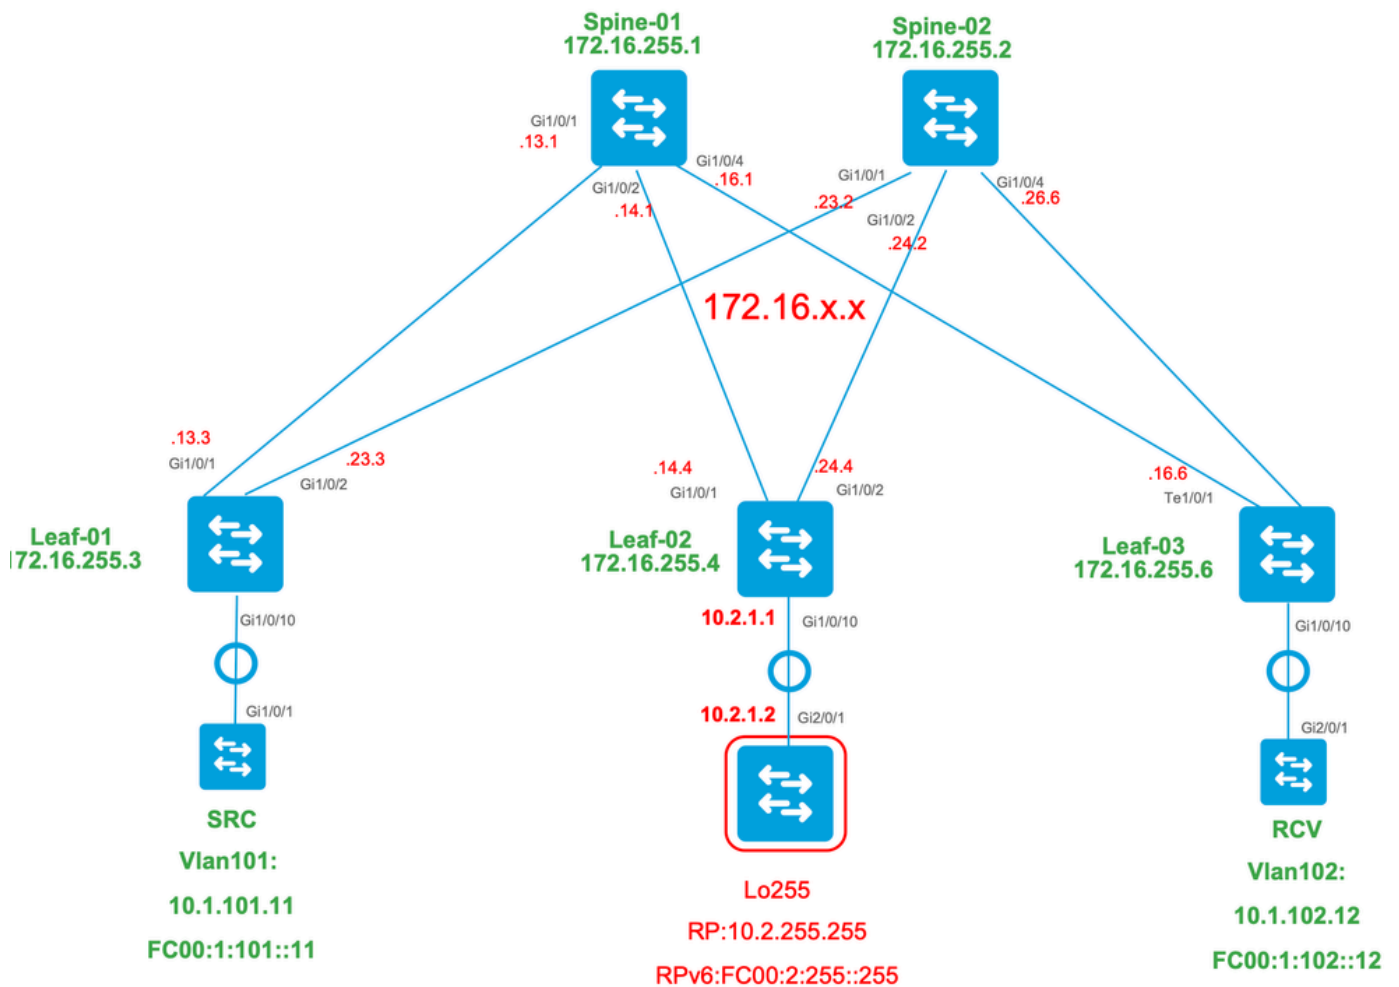 Spine-01
172.16.255.1
Spine-02
172.16.255.2
Gi1/0/1
.13.1
Gi1/0/2
.14.1
Gi1/0/4
.16.1
Gi1/0/1
.23.2
Gi1/0/2
.24.2
Gi1/0/4
.26.6
172.16.x.x
.13.3
Gi1/0/1
.23.3
Gi1/0/2
.14.4
Gi1/0/1
.24.4
Gi1/0/2
.16.6
Te1/0/1
Leaf-01
172.16.255.3
Leaf-02
172.16.255.4
Leaf-03
172.16.255.6
Gi1/0/10
10.2.1.1
Gi1/0/10
Gi1/0/10
Gi1/0/1
10.2.1.2
Gi2/0/1
Gi2/0/1
SRC
Vlan101:
10.1.101.11
FC00:1:101::11
Lo255
RP:10.2.255.255
RPv6:FC00:2:255::255
RCV
Vlan102:
10.1.102.12
FC00:1:102::12